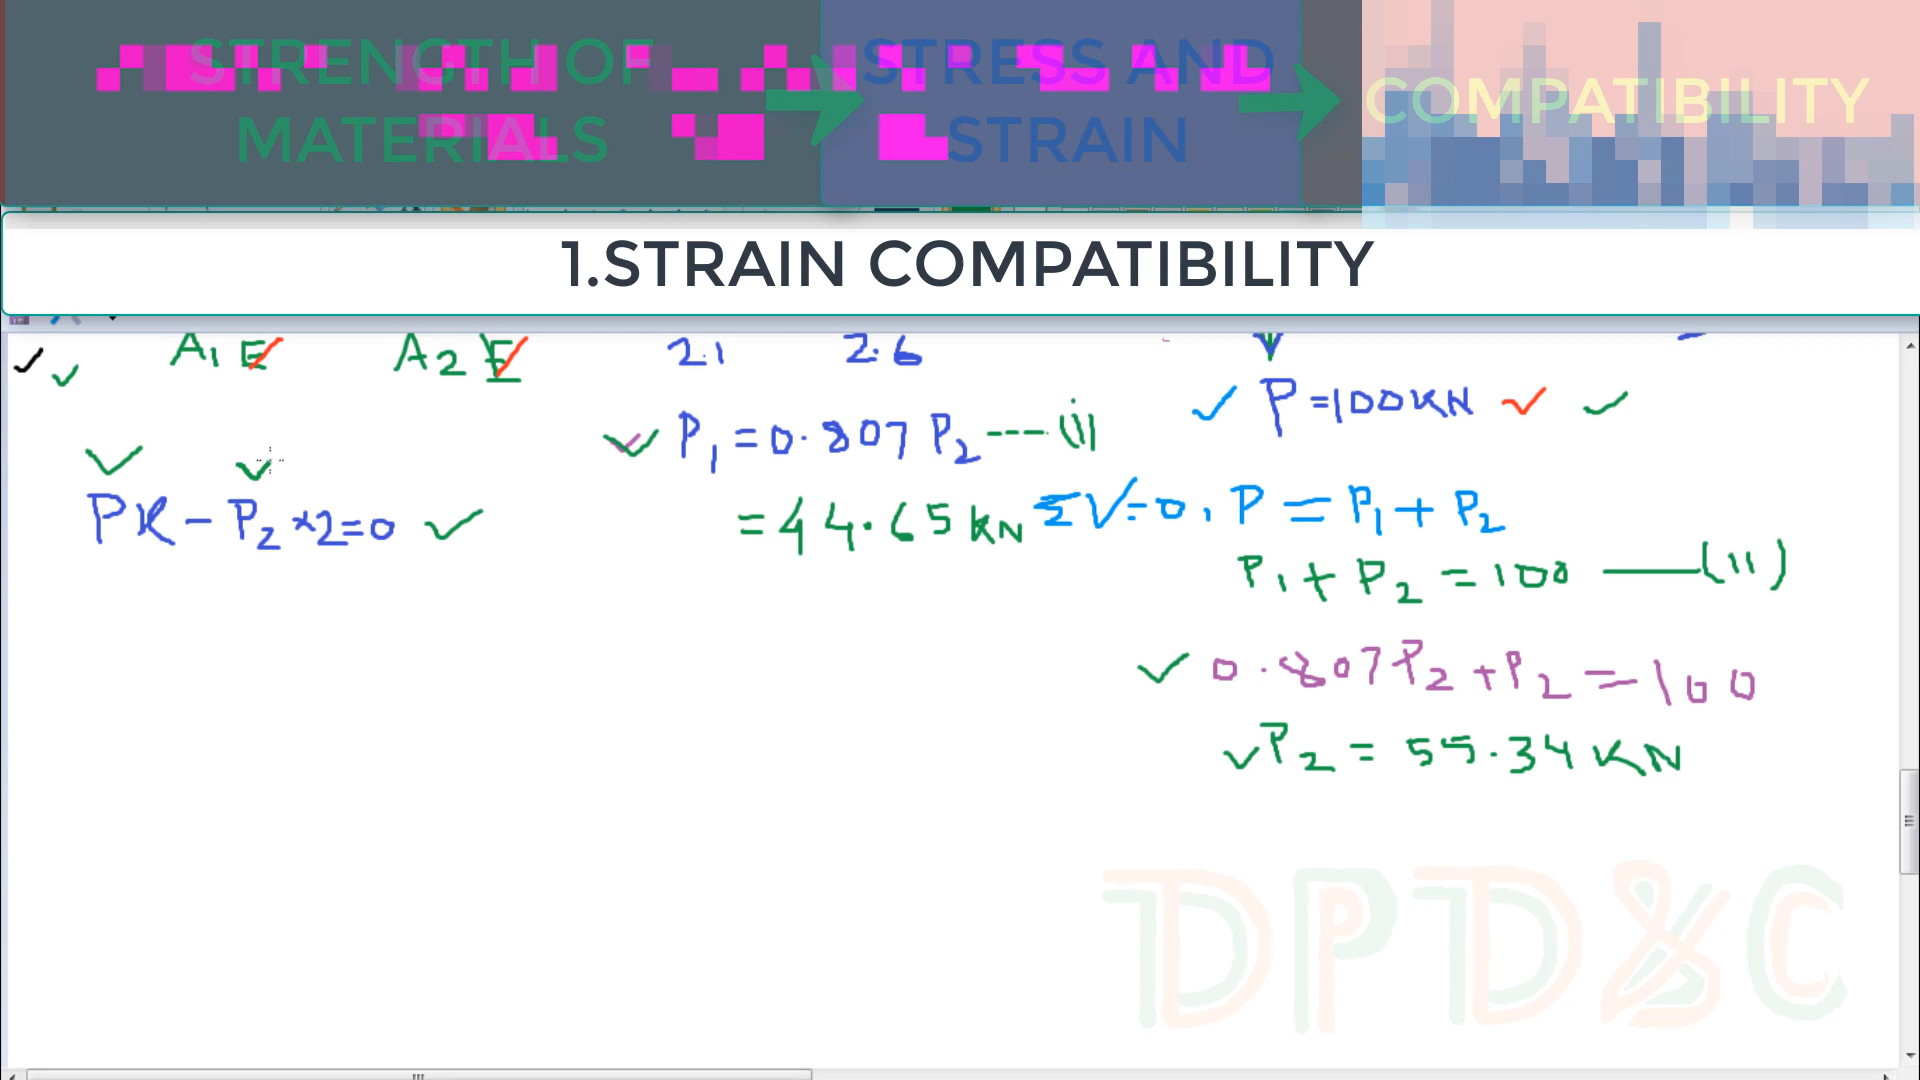 STRENGTH OF
MATERIALS
STRESS AND
STRAIN
COMPATIBILITY
1.STRAIN COMPATIBILITY
A1 E A2 E 2.1 2.6
P = 100 KN
P1 = 0.807 P2 ---- (i)
Px - P2 × 2 = 0
= 44.65 KN
ΣV = 0, P = P1 + P2
P1 + P2 = 100 —— (ii)
0.807 P2 + P2 = 100
P2 = 55.34 KN
DPD&C